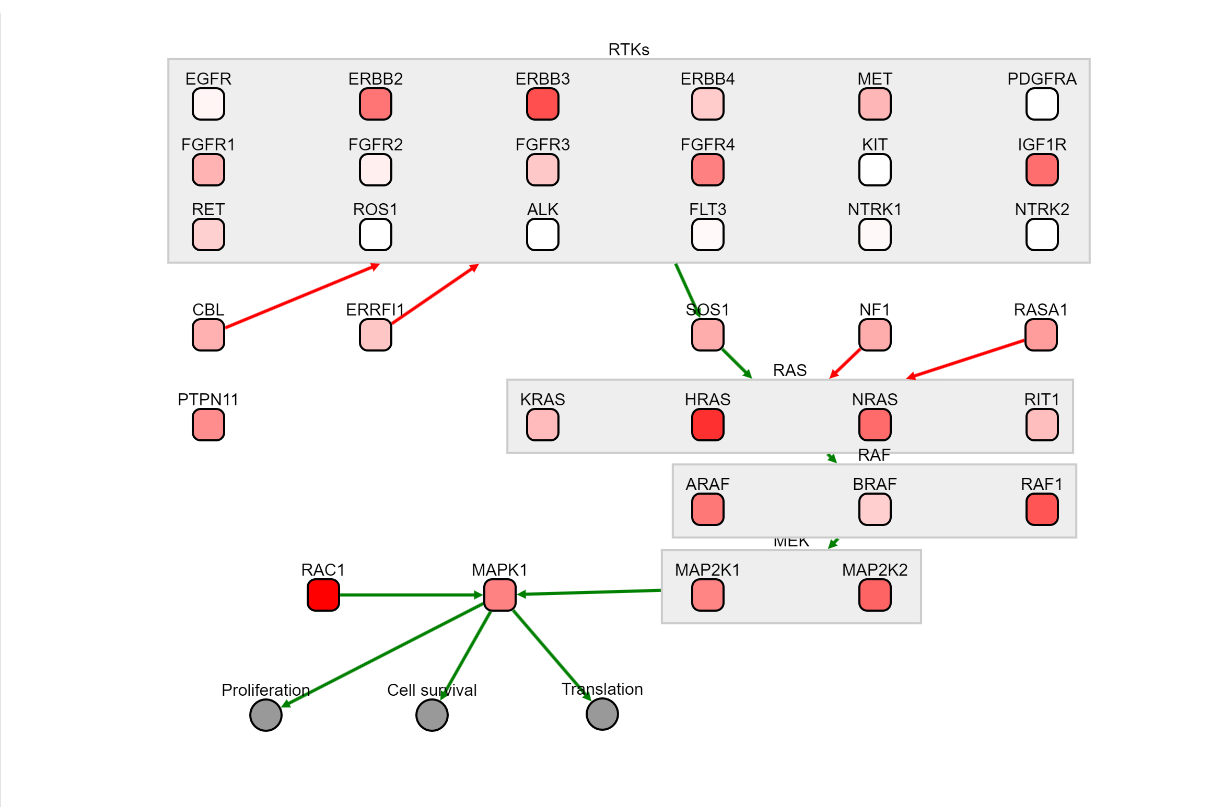 RTKs
EGFR ERBB2 ERBB3 ERBB4 MET PDGFRA
FGFR1 FGFR2 FGFR3 FGFR4 KIT IGF1R
RET ROS1 ALK FLT3 NTRK1 NTRK2
CBL ERRFI1 SOS1 NF1 RASA1
RAS
PTPN11 KRAS HRAS NRAS RIT1
RAF
ARAF BRAF RAF1
MEK
RAC1 MAPK1 MAP2K1 MAP2K2
Proliferation Cell survival Translation